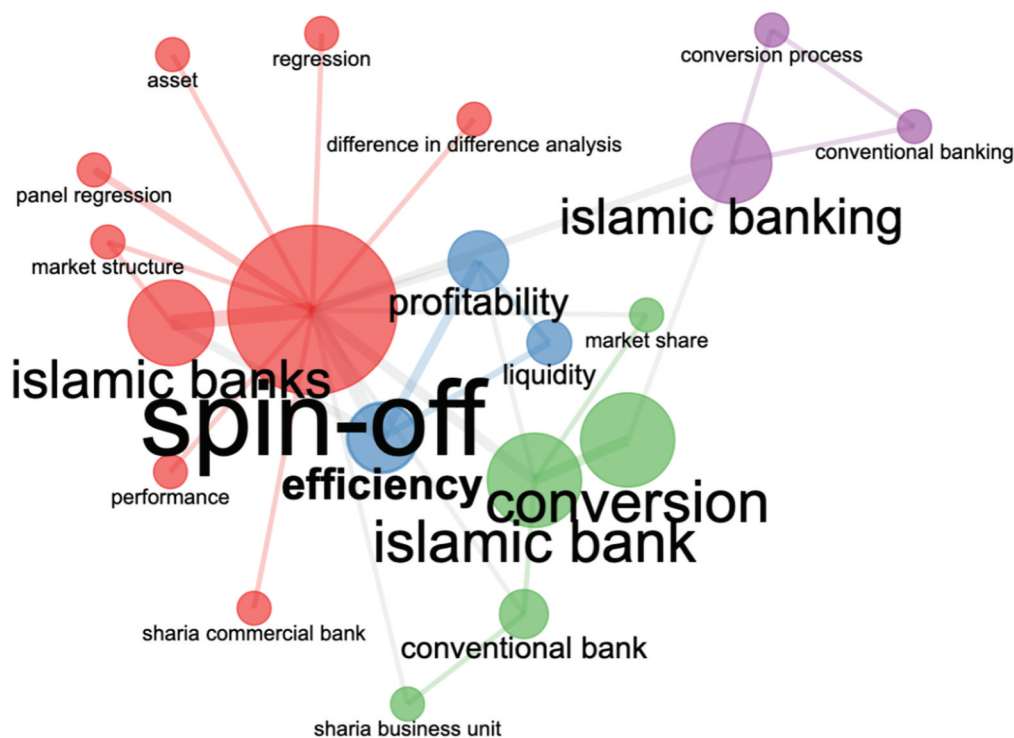 regression
conversion process
asset
difference in difference analysis
conventional banking
panel regression
islamic banking
market structure
profitability
market share
liquidity
islamic banks
spin-off
efficiency
performance
conversion
islamic bank
sharia commercial bank
conventional bank
sharia business unit